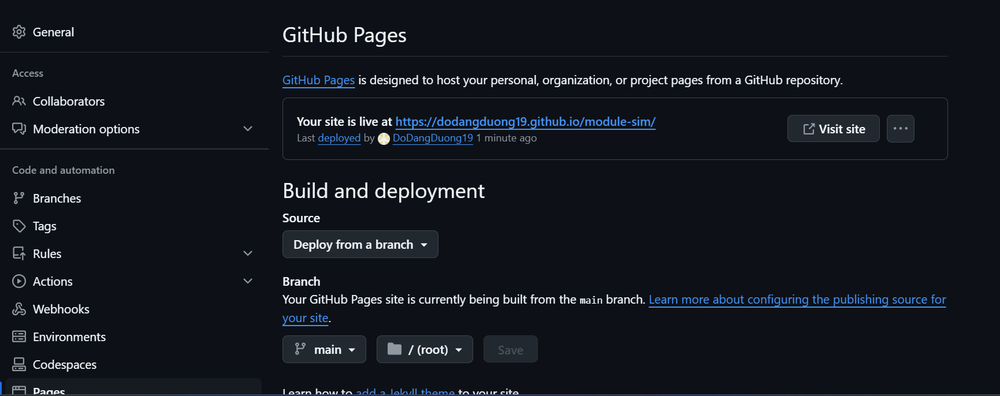 General
Access
Collaborators
Moderation options
Code and automation
Branches
Tags
Rules
Actions
Webhooks
Environments
Codespaces
Pages
GitHub Pages
GitHub Pages is designed to host your personal, organization, or project pages from a GitHub repository.
Your site is live at https://dodangduong19.github.io/module-sim/
Last deployed by DoDangDuong19 1 minute ago
Visit site
Build and deployment
Source
Deploy from a branch
Branch
Your GitHub Pages site is currently being built from the main branch. Learn more about configuring the publishing source for
your site.
main
/ (root)
Save
Learn how to add a Jekyll theme to your site.